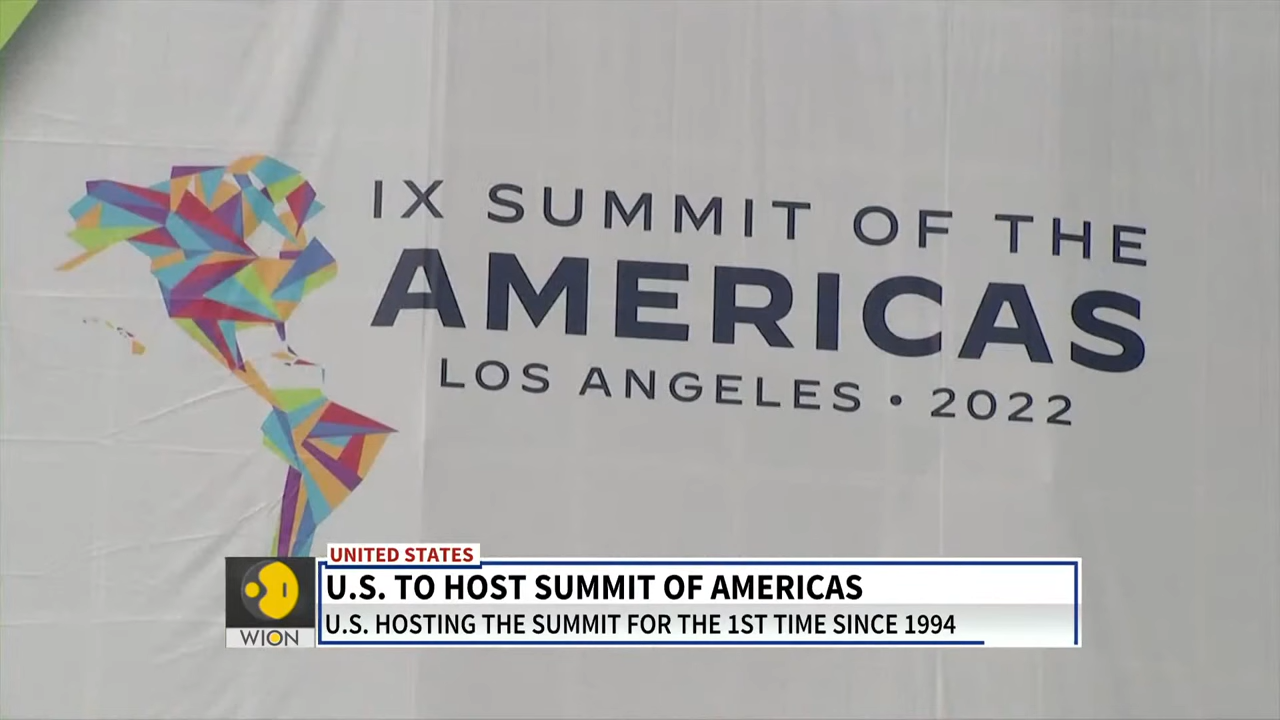 IX SUMMIT OF THE
AMERICAS
LOS ANGELES • 2022
UNITED STATES
U.S. TO HOST SUMMIT OF AMERICAS
U.S. HOSTING THE SUMMIT FOR THE 1ST TIME SINCE 1994
WION